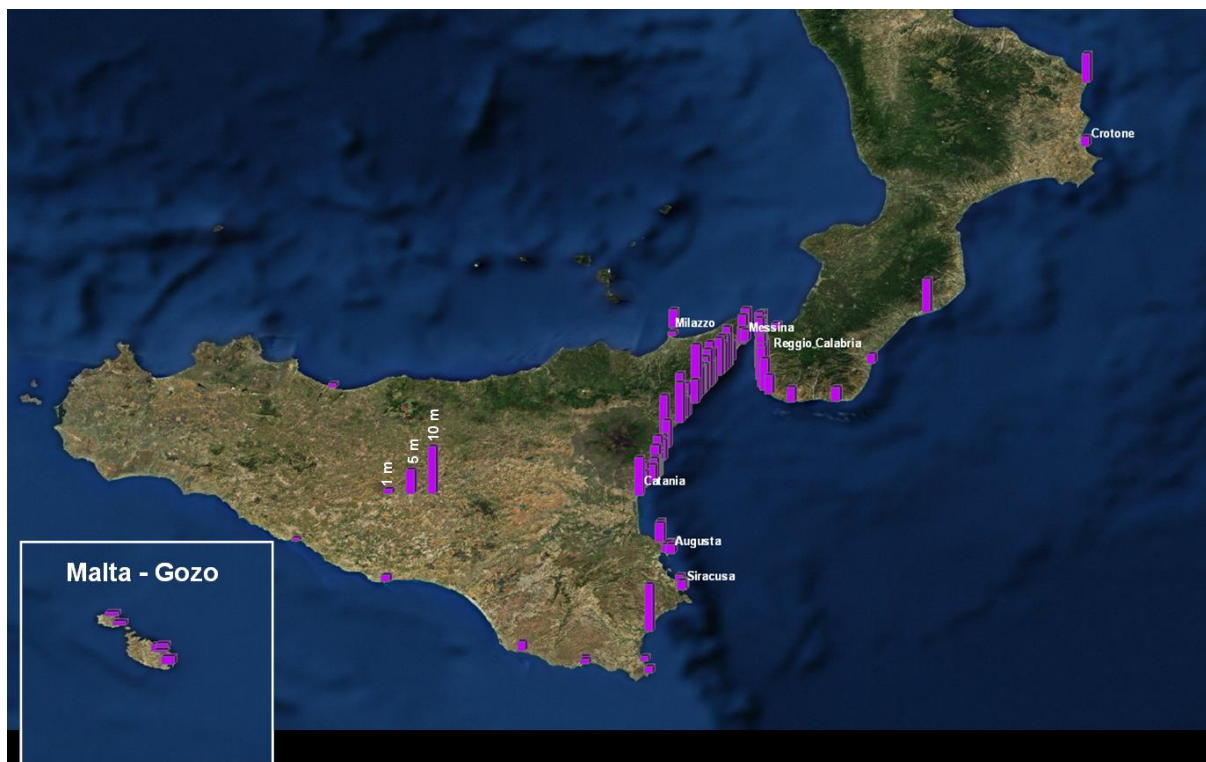 Crotone
Milazzo
Messina
Reggio Calabria
1 m
5 m
10 m
Catania
Augusta
Siracusa
Malta - Gozo